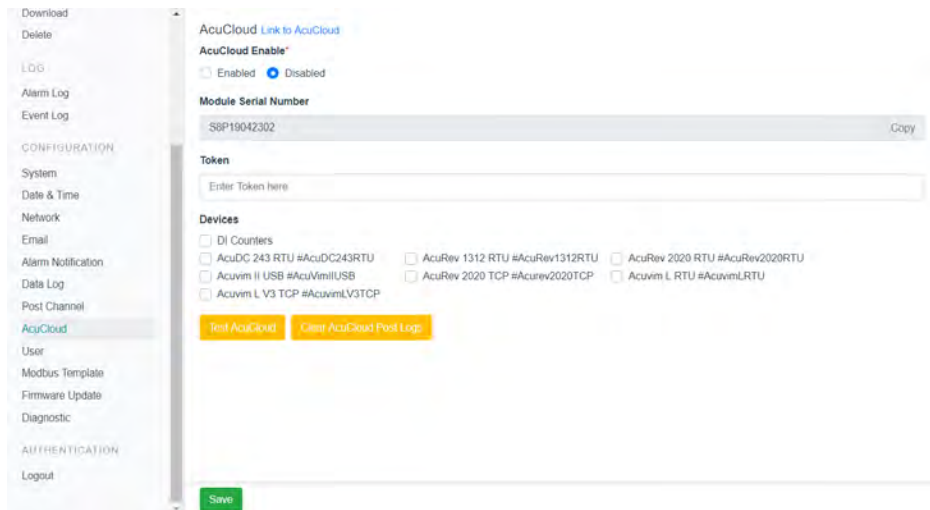 Download
Delete
LOG
Alarm Log
Event Log
CONFIGURATION
System
Date & Time
Network
Email
Alarm Notification
Data Log
Post Channel
AcuCloud
User
Modbus Template
Firmware Update
Diagnostic
AUTHENTICATION
Logout
AcuCloud Link to AcuCloud
AcuCloud Enable*
Enabled Disabled
Module Serial Number
S8P19042302 Copy
Token
Enter Token here
Devices
DI Counters
AcuDC 243 RTU #AcuDC243RTU AcuRev 1312 RTU #AcuRev1312RTU AcuRev 2020 RTU #AcuRev2020RTU
Acuvim II USB #AcuVimIIUSB AcuRev 2020 TCP #Acurev2020TCP Acuvim L RTU #AcuvimLRTU
Acuvim L V3 TCP #AcuvimLV3TCP
Test AcuCloud Clear AcuCloud Post Logs
Save